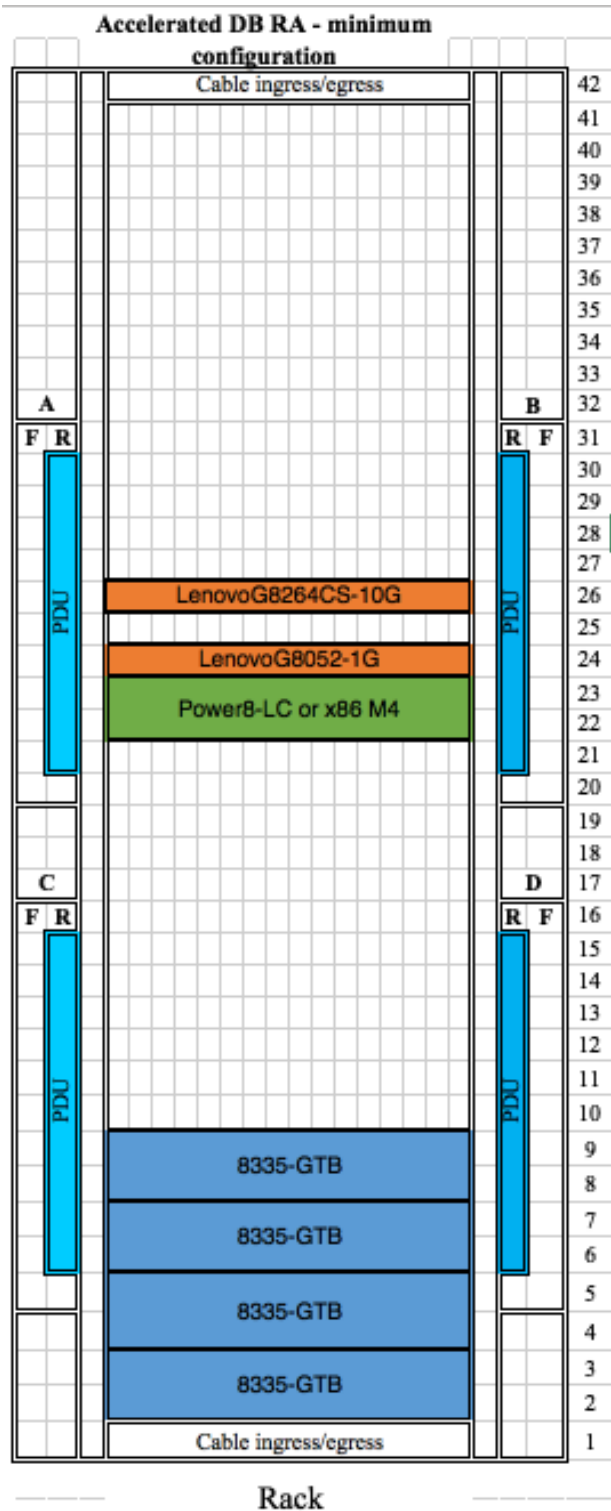 Accelerated DB RA - minimum
configuration
Cable ingress/egress 42
41
40
39
38
37
36
35
34
33
A B 32
F R R F 31
30
29
28
27
LenovoG8264CS-10G 26
PDU PDU 25
LenovoG8052-1G 24
23
Power8-LC or x86 M4
22
21
20
19
18
C D 17
F R R F 16
15
14
13
12
11
PDU PDU 10
9
8335-GTB
8
7
8335-GTB
6
5
8335-GTB
4
3
8335-GTB
2
Cable ingress/egress 1
Rack